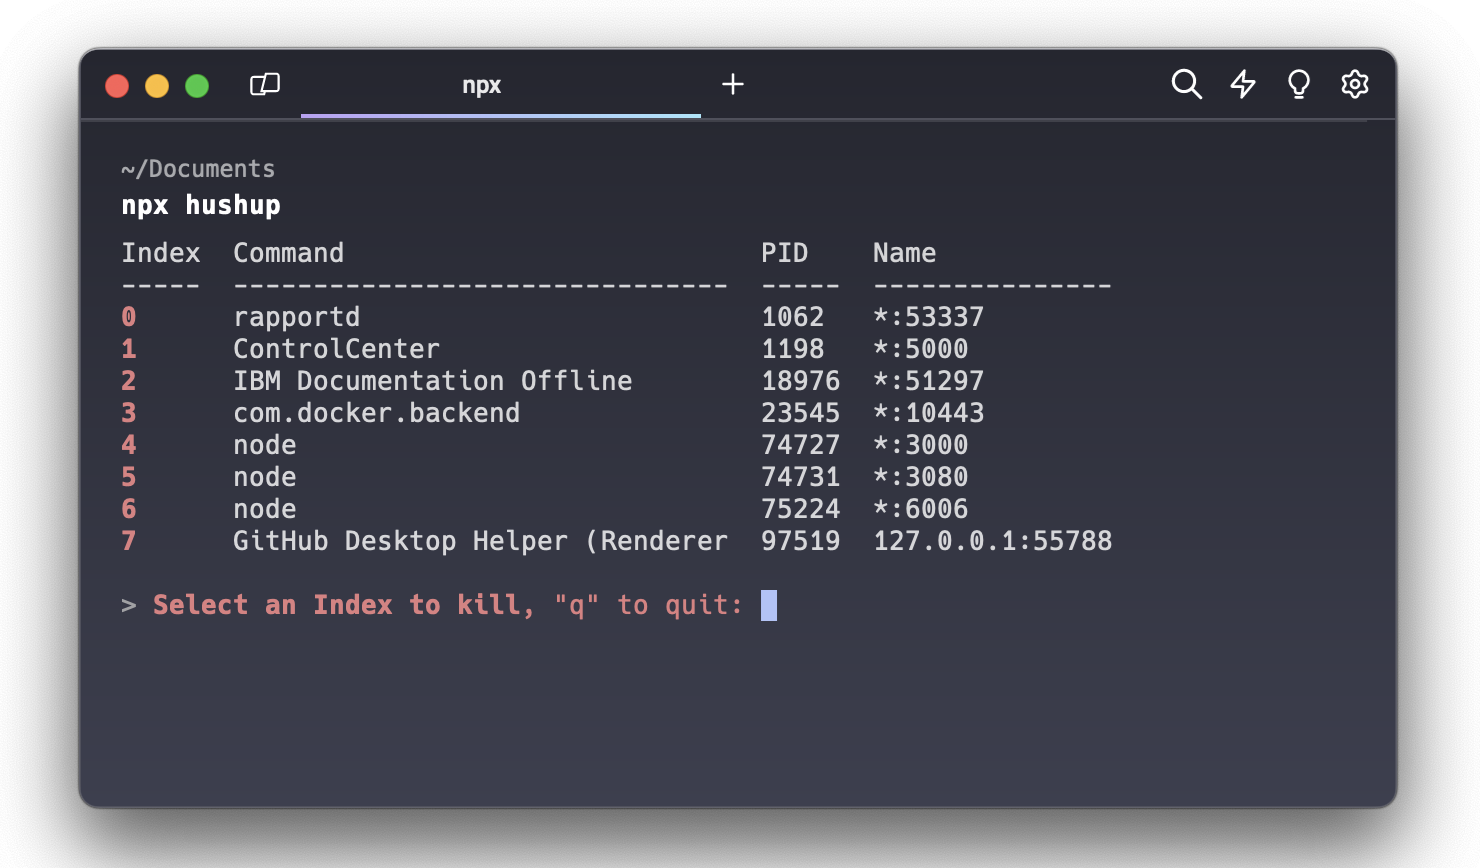 npx
~/Documents
npx hushup
Index  Command                          PID    Name
-----  -------------------------------  -----  ---------------
0      rapportd                         1062   *:53337
1      ControlCenter                    1198   *:5000
2      IBM Documentation Offline        18976  *:51297
3      com.docker.backend               23545  *:10443
4      node                             74727  *:3000
5      node                             74731  *:3080
6      node                             75224  *:6006
7      GitHub Desktop Helper (Renderer  97519  127.0.0.1:55788
> Select an Index to kill, "q" to quit: